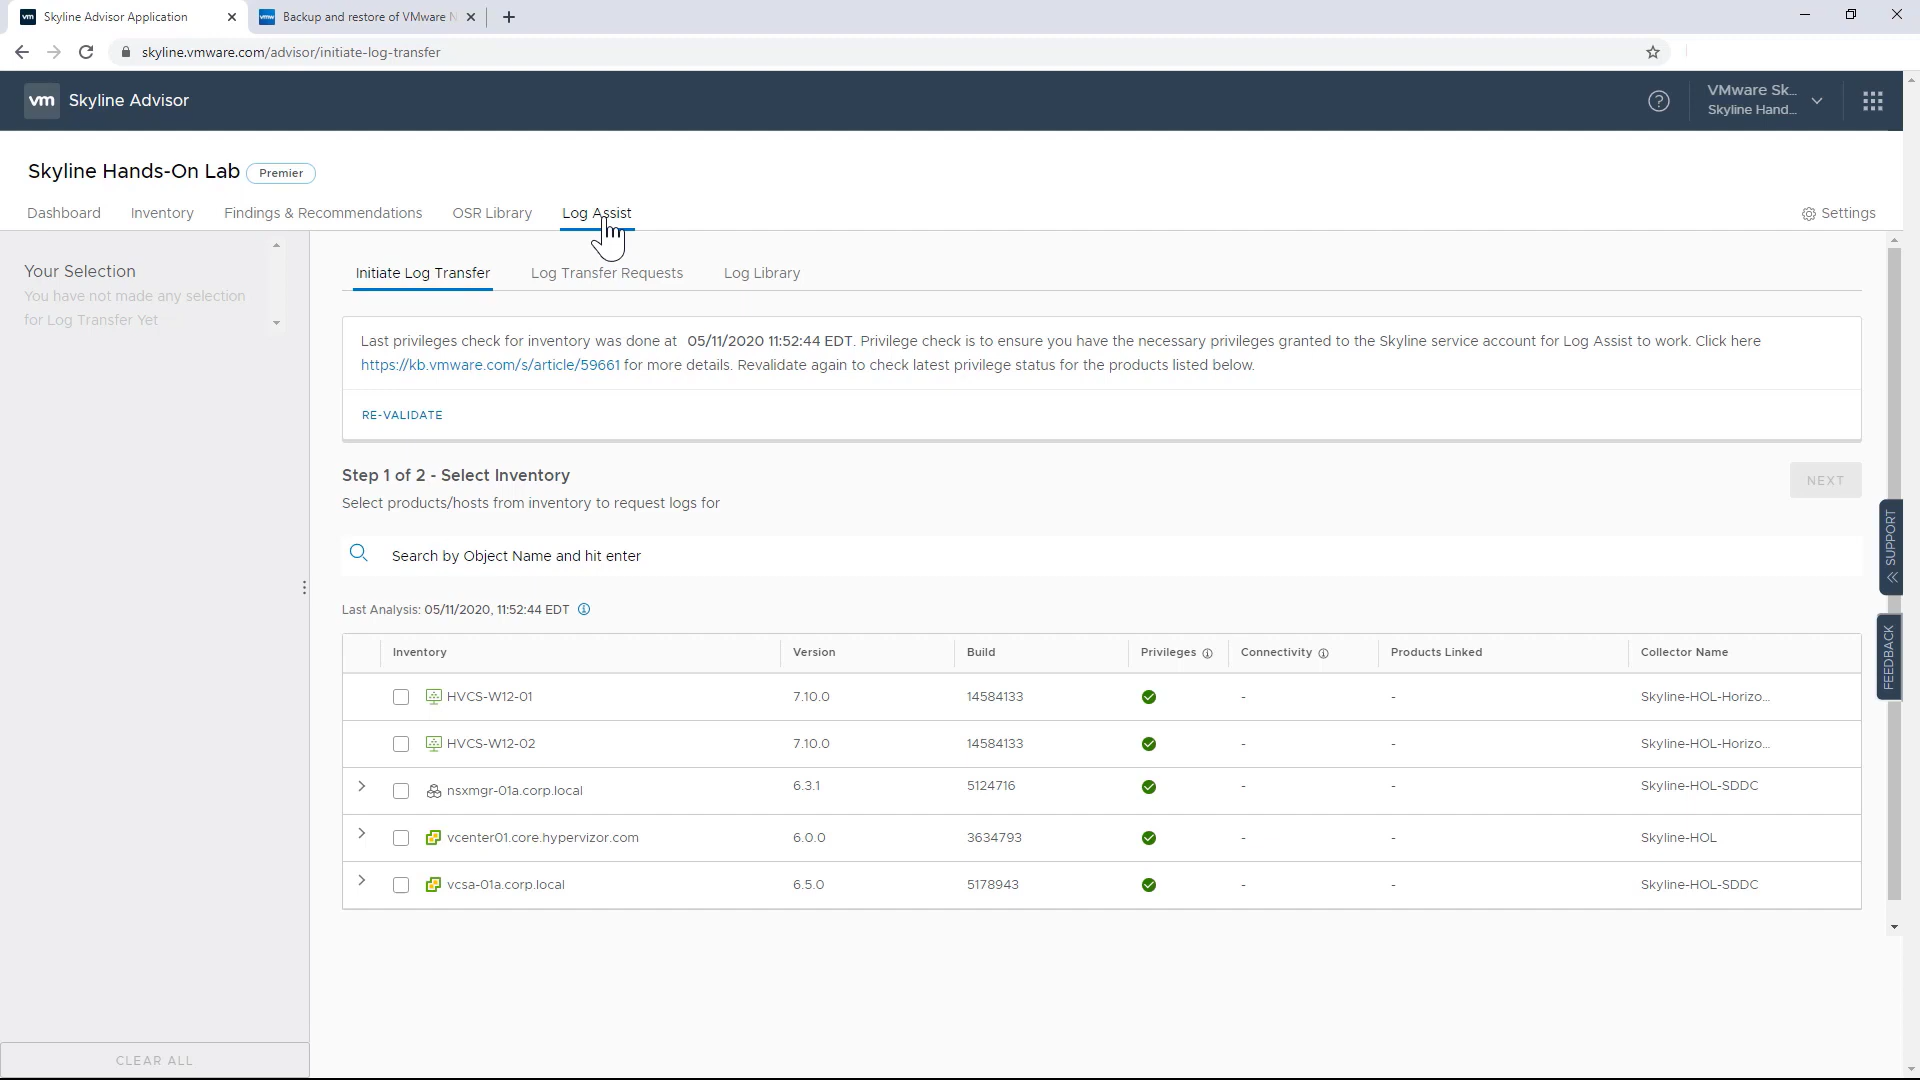 Skyline Advisor Application
Backup and restore of VMware N
skyline.vmware.com/advisor/initiate-log-transfer
vm Skyline Advisor
VMware Sk...
Skyline Hand...
Skyline Hands-On Lab Premier
Dashboard Inventory Findings & Recommendations OSR Library Log Assist Settings
Your Selection
You have not made any selection
for Log Transfer Yet
Initiate Log Transfer Log Transfer Requests Log Library
Last privileges check for inventory was done at 05/11/2020 11:52:44 EDT. Privilege check is to ensure you have the necessary privileges granted to the Skyline service account for Log Assist to work. Click here
https://kb.vmware.com/s/article/59661 for more details. Revalidate again to check latest privilege status for the products listed below.
RE-VALIDATE
Step 1 of 2 - Select Inventory
NEXT
Select products/hosts from inventory to request logs for
Search by Object Name and hit enter
Last Analysis: 05/11/2020, 11:52:44 EDT
Inventory Version Build Privileges Connectivity Products Linked Collector Name
HVCS-W12-01 7.10.0 14584133 - - Skyline-HOL-Horizo...
HVCS-W12-02 7.10.0 14584133 - - Skyline-HOL-Horizo...
nsxmgr-01a.corp.local 6.3.1 5124716 - - Skyline-HOL-SDDC
vcenter01.core.hypervizor.com 6.0.0 3634793 - - Skyline-HOL
vcsa-01a.corp.local 6.5.0 5178943 - - Skyline-HOL-SDDC
SUPPORT
FEEDBACK
CLEAR ALL